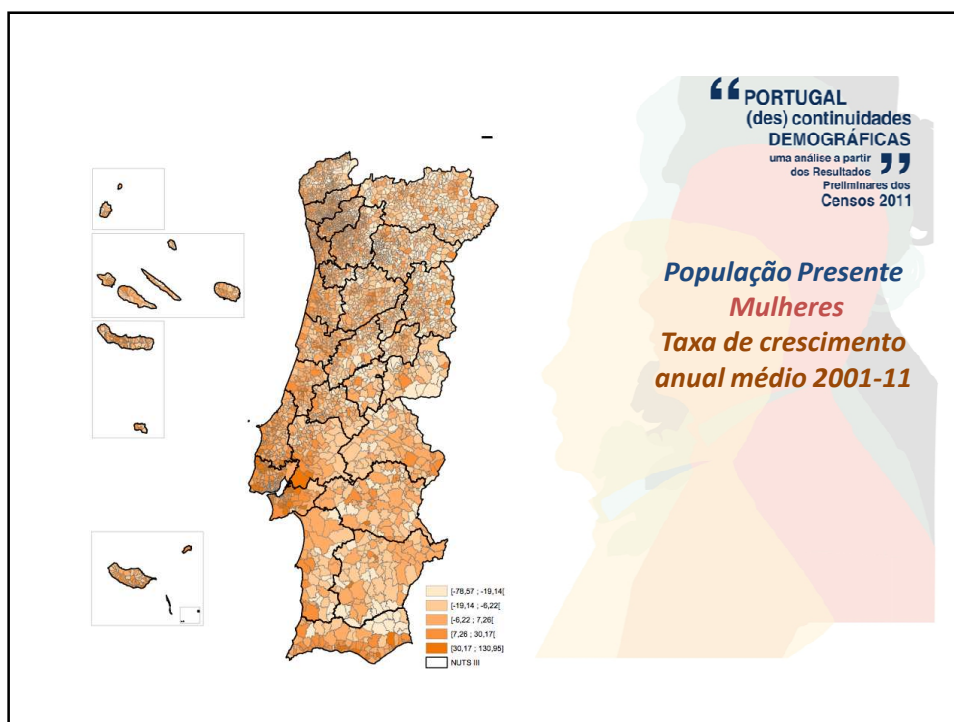 “ PORTUGAL
(des) continuidades
DEMOGRÁFICAS
uma análise a partir
dos Resultados ”
Preliminares dos
Censos 2011
População Presente
Mulheres
Taxa de crescimento
anual médio 2001-11
[-78,57 ; -19,14[
[-19,14 ; -6,22[
[-6,22 ; 7,26[
[7,26 ; 30,17[
[30,17 ; 130,95]
NUTS III